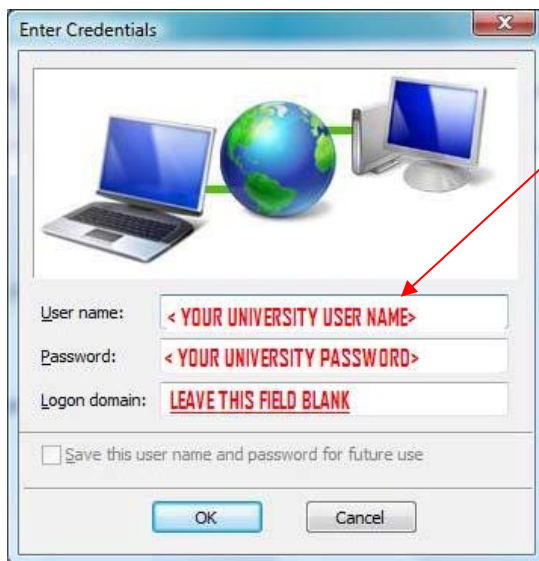 Enter Credentials
User name: < YOUR UNIVERSITY USER NAME>
Password: < YOUR UNIVERSITY PASSWORD>
Logon domain: LEAVE THIS FIELD BLANK
Save this user name and password for future use
OK Cancel